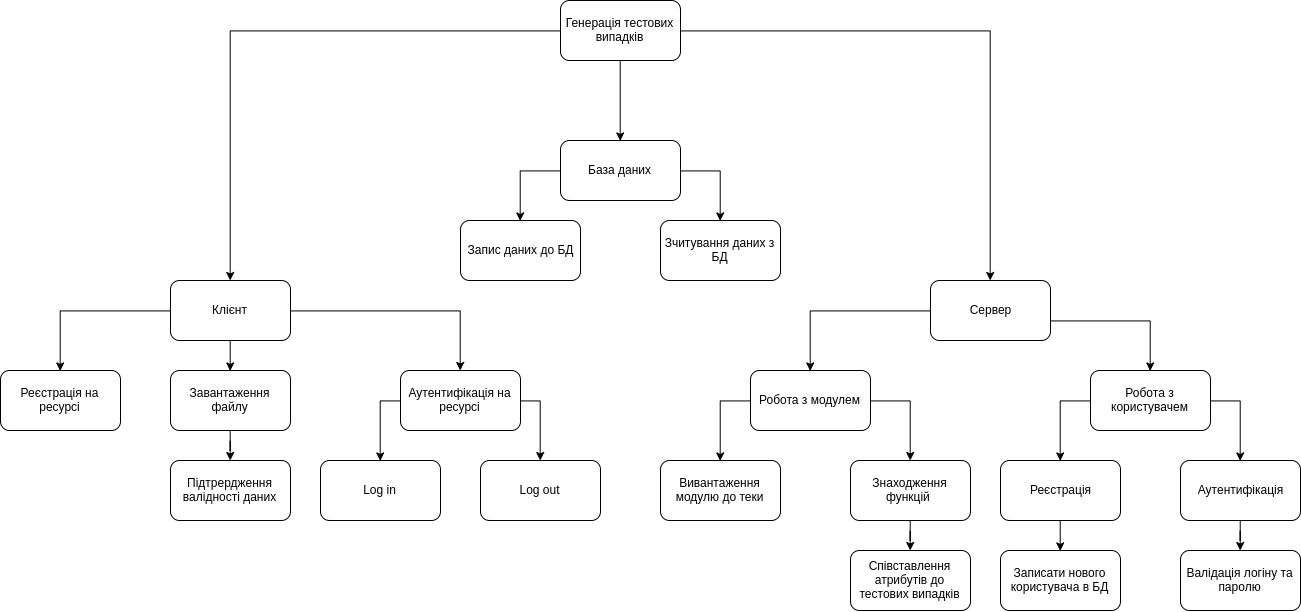 Генерація тестових
випадків
База даних
Запис даних до БД
Зчитування даних з
БД
Клієнт
Сервер
Реєстрація на
ресурсі
Завантаження
файлу
Аутентифікація на
ресурсі
Робота з модулем
Робота з
користувачем
Підтрердження
валідності даних
Log in
Log out
Вивантаження
модулю до теки
Знаходження
функцій
Реєстрація
Аутентифікація
Співставлення
атрибутів до
тестових випадків
Записати нового
користувача в БД
Валідація логіну та
паролю